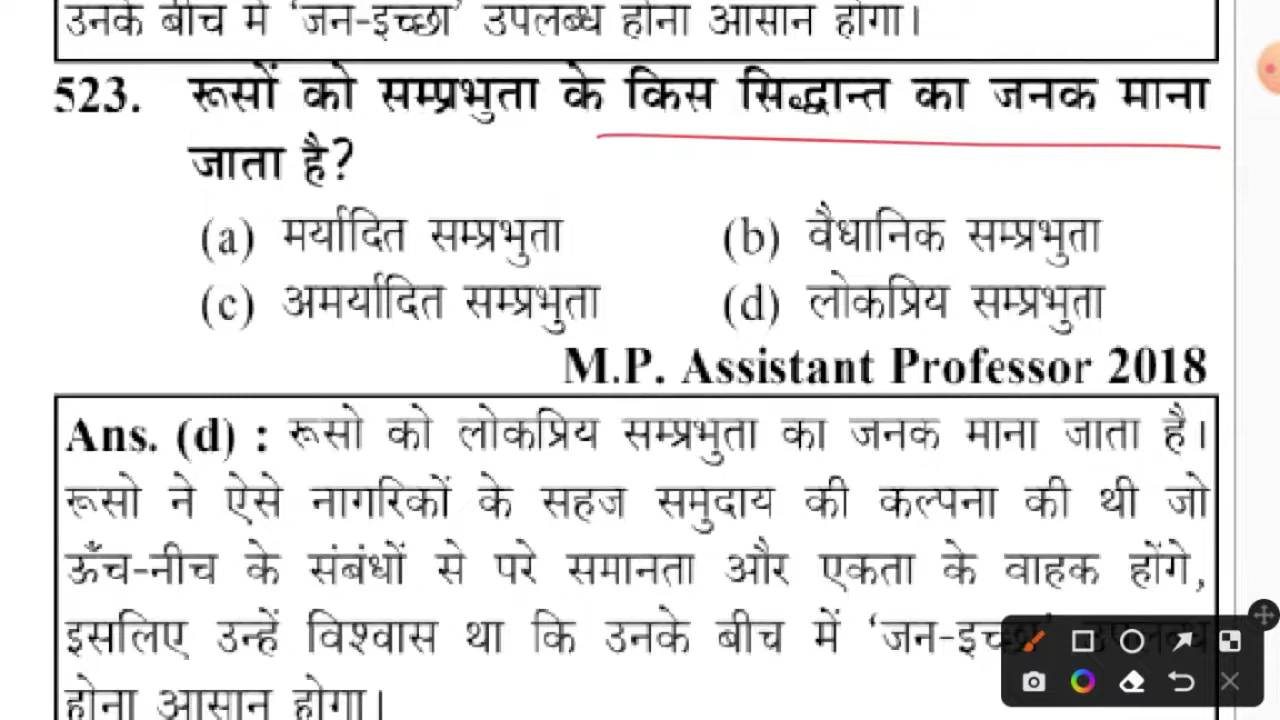 उनके बीच में ‘जन-इच्छा’ उपलब्ध होना आसान होगा।
523. रूसों को सम्प्रभुता के किस सिद्धान्त का जनक माना
जाता है?
(a) मर्यादित सम्प्रभुता (b) वैधानिक सम्प्रभुता
(c) अमर्यादित सम्प्रभुता (d) लोकप्रिय सम्प्रभुता
M.P. Assistant Professor 2018
Ans. (d) : रूसो को लोकप्रिय सम्प्रभुता का जनक माना जाता है।
रूसो ने ऐसे नागरिकों के सहज समुदाय की कल्पना की थी जो
ऊँच-नीच के संबंधों से परे समानता और एकता के वाहक होंगे,
इसलिए उन्हें विश्वास था कि उनके बीच में ‘जन-इच्छा’ उपलब्ध
होना आसान होगा।